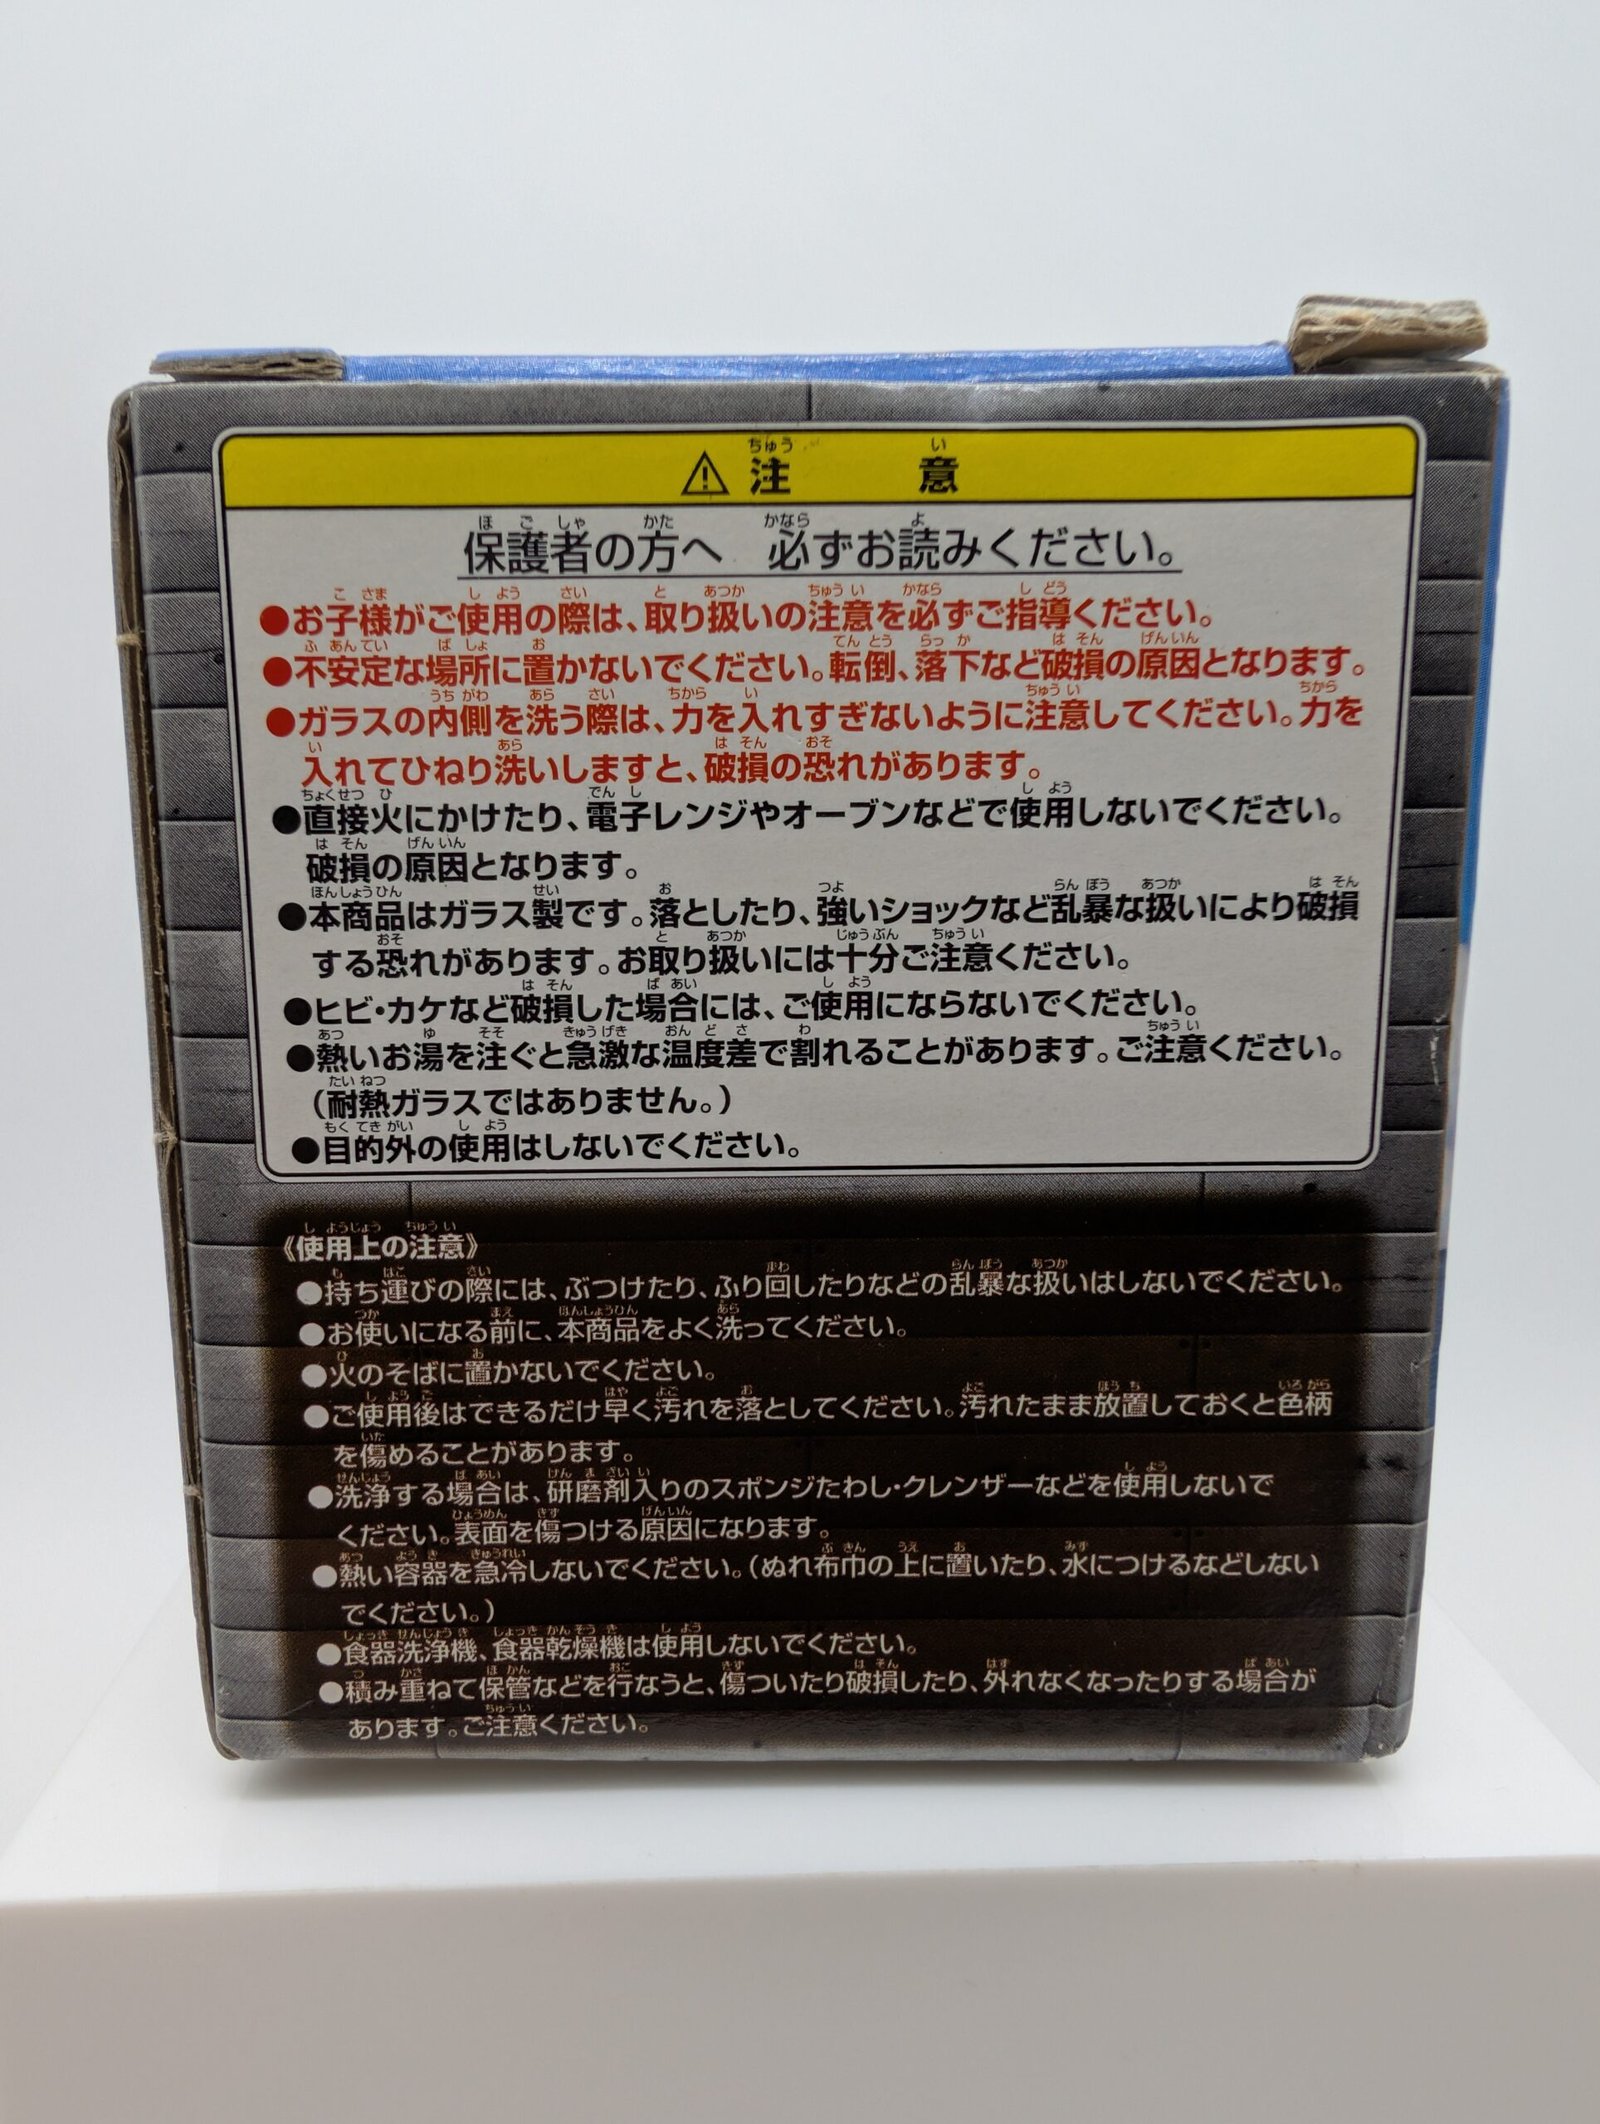 ⚠注意
保護者の方へ 必ずお読みください。
●お子様がご使用の際は、取り扱いの注意を必ずご指導ください。
●不安定な場所に置かないでください。転倒、落下など破損の原因となります。
●ガラスの内側を洗う際は、力を入れすぎないように注意してください。力を
入れてひねり洗いしますと、破損の恐れがあります。
●直接火にかけたり、電子レンジやオーブンなどで使用しないでください。
破損の原因となります。
●本商品はガラス製です。落としたり、強いショックなど乱暴な扱いにより破損
する恐れがあります。お取り扱いには十分ご注意ください。
●ヒビ・カケなど破損した場合には、ご使用にならないでください。
●熱いお湯を注ぐと急激な温度差で割れることがあります。ご注意ください。
(耐熱ガラスではありません。)
●目的外の使用はしないでください。
《使用上の注意》
●持ち運びの際には、ぶつけたり、ふり回したりなどの乱暴な扱いはしないでください。
●お使いになる前に、本商品をよく洗ってください。
●火のそばに置かないでください。
●ご使用後はできるだけ早く汚れを落としてください。汚れたまま放置しておくと色柄
を傷めることがあります。
●洗浄する場合は、研磨剤入りのスポンジたわし・クレンザーなどを使用しないで
ください。表面を傷つける原因になります。
●熱い容器を急冷しないでください。(ぬれ布巾の上に置いたり、水につけるなどしない
でください。)
●食器洗浄機、食器乾燥機は使用しないでください。
●積み重ねて保管などを行なうと、傷ついたり破損したり、外れなくなったりする場合が
あります。ご注意ください。